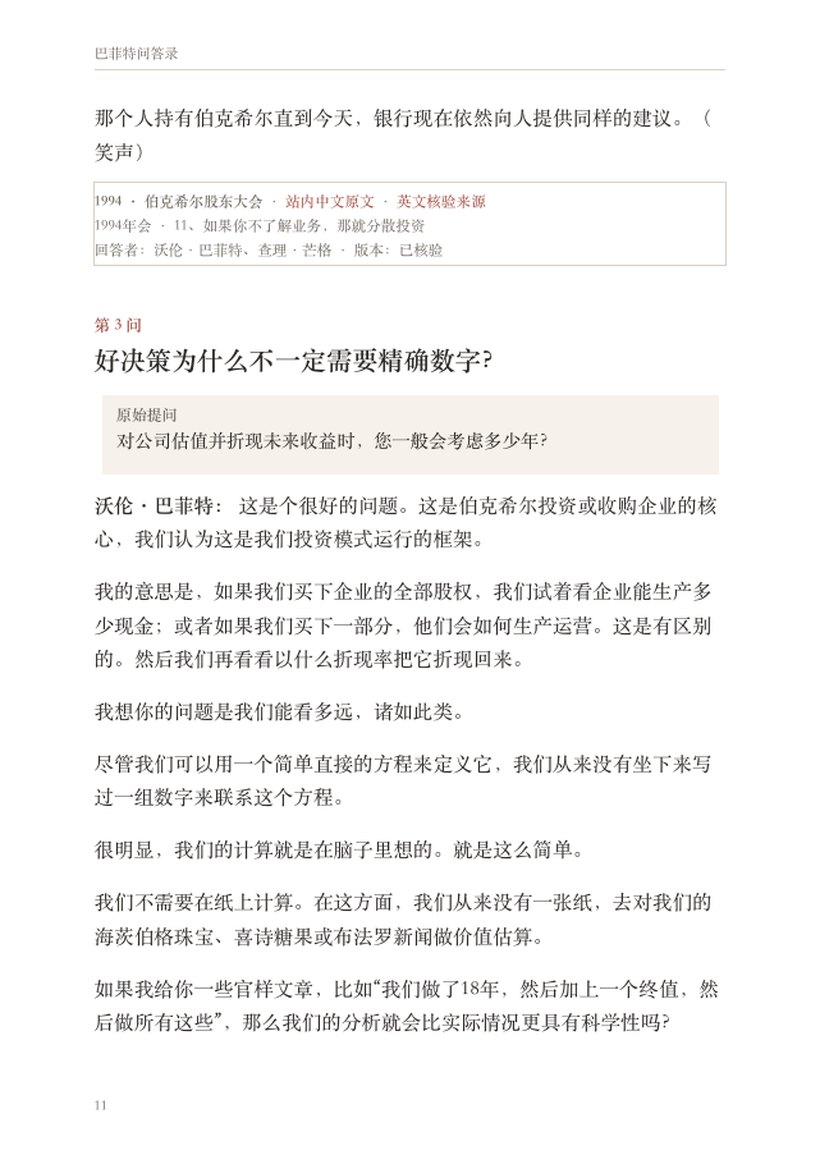 巴菲特问答录
那个人持有伯克希尔直到今天，银行现在依然向人提供同样的建议。（
笑声）
1994 · 伯克希尔股东大会 · 站内中文原文 · 英文核验来源
1994年会 · 11、如果你不了解业务，那就分散投资
回答者：沃伦·巴菲特、查理·芒格 · 版本：已核验
第 3 问
好决策为什么不一定需要精确数字？
原始提问
对公司估值并折现未来收益时，您一般会考虑多少年？
沃伦·巴菲特： 这是个很好的问题。这是伯克希尔投资或收购企业的核
心，我们认为这是我们投资模式运行的框架。
我的意思是，如果我们买下企业的全部股权，我们试着看企业能生产多
少现金；或者如果我们买下一部分，他们会如何生产运营。这是有区别
的。然后我们再看看以什么折现率把它折现回来。
我想你的问题是我们能看多远，诸如此类。
尽管我们可以用一个简单直接的方程来定义它，我们从来没有坐下来写
过一组数字来联系这个方程。
很明显，我们的计算就是在脑子里想的。就是这么简单。
我们不需要在纸上计算。在这方面，我们从来没有一张纸，去对我们的
海茨伯格珠宝、喜诗糖果或布法罗新闻做价值估算。
如果我给你一些官样文章，比如“我们做了18年，然后加上一个终值，然
后做所有这些”，那么我们的分析就会比实际情况更具有科学性吗？
11